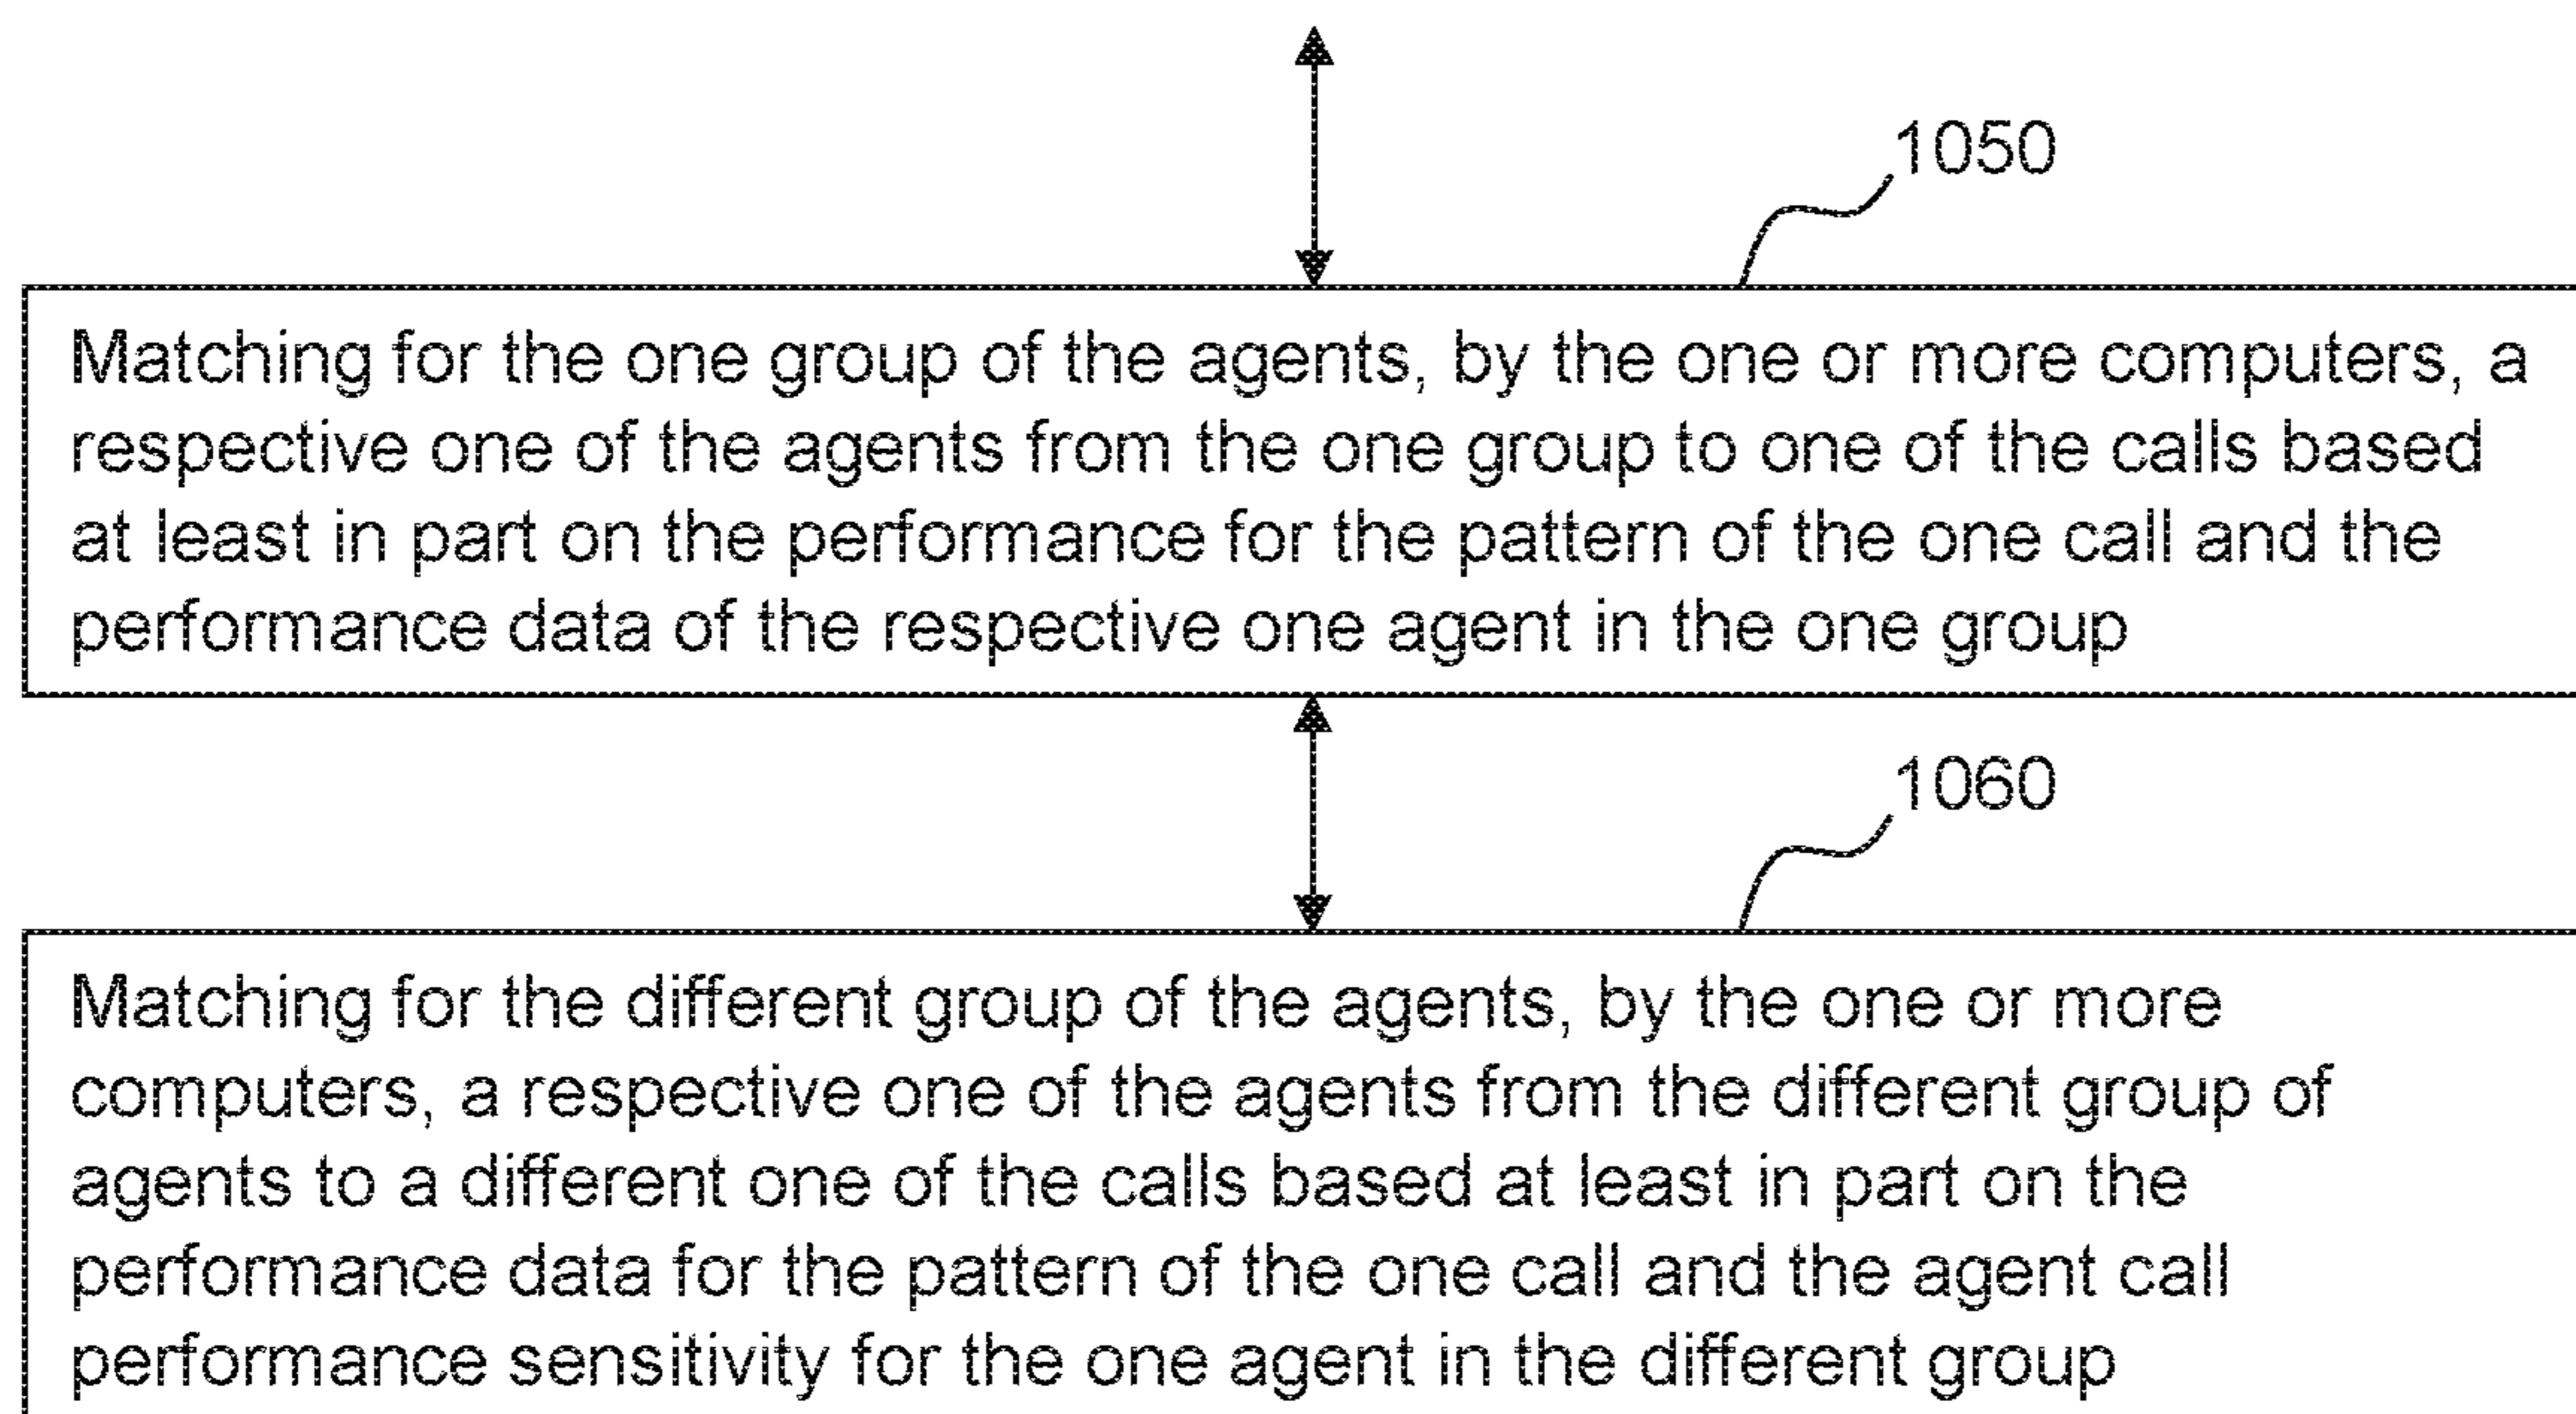 1050
Matching for the one group of the agents, by the one or more computers, a
respective one of the agents from the one group to one of the calls based
at least in part on the performance for the pattern of the one call and the
performance data of the respective one agent in the one group
1060
Matching for the different group of the agents, by the one or more
computers, a respective one of the agents from the different group of
agents to a different one of the calls based at least in part on the
performance data for the pattern of the one call and the agent call
performance sensitivity for the one agent in the different group